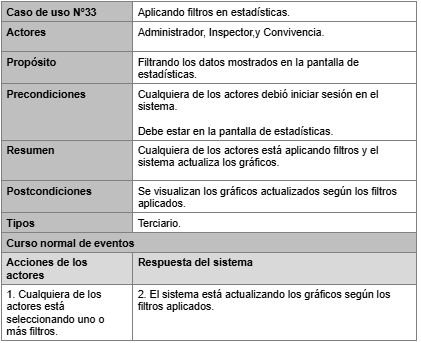 Caso de uso Nº33
Aplicando filtros en estadísticas.
Actores
Administrador, Inspector,y Convivencia.
Propósito
Filtrando los datos mostrados en la pantalla de
estadísticas.
Precondiciones
Cualquiera de los actores debió iniciar sesión en el
sistema.
Debe estar en la pantalla de estadísticas.
Resumen
Cualquiera de los actores está aplicando filtros y el
sistema actualiza los gráficos.
Postcondiciones
Se visualizan los gráficos actualizados según los filtros
aplicados.
Tipos
Terciario.
Curso normal de eventos
Acciones de los
actores
Respuesta del sistema
1. Cualquiera de los
actores está
seleccionando uno o
más filtros.
2. El sistema está actualizando los gráficos según los
filtros aplicados.